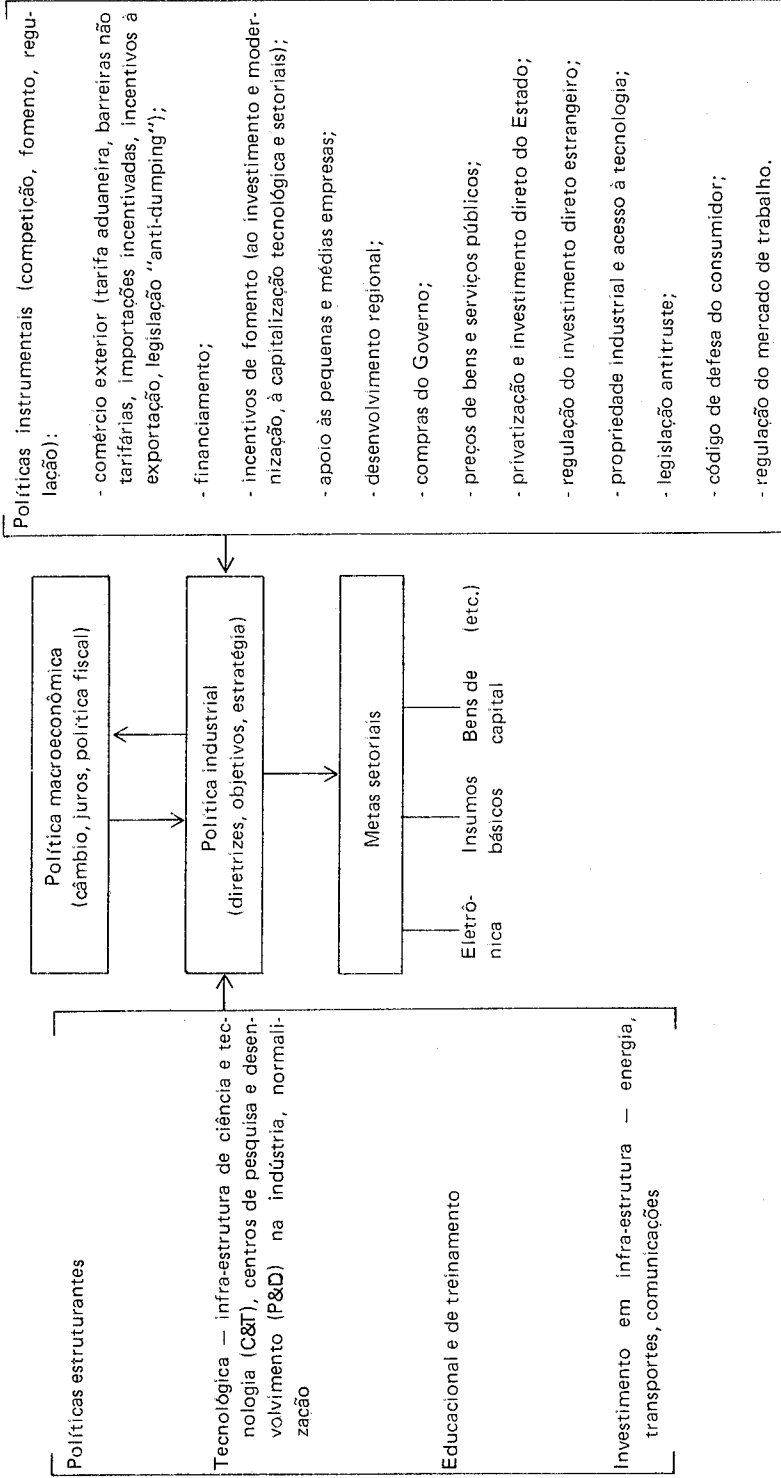 Políticas estruturantes
Tecnológica — infra-estrutura de ciência e tec-
nologia (C&T), centros de pesquisa e desen-
volvimento (P&D) na indústria, normali-
zação
Educacional e de treinamento
Investimento em infra-estrutura — energia,
transportes, comunicações
Política macroeconômica
(câmbio, juros, política fiscal)
Política industrial
(diretrizes, objetivos, estratégia)
Metas setoriais
Eletrô-
nica
Insumos
básicos
Bens de
capital
(etc.)
Políticas instrumentais (competição, fomento, regu-
lação):
- comércio exterior (tarifa aduaneira, barreiras não
tarifárias, importações incentivadas, incentivos à
exportação, legislação "anti-dumping");
- financiamento;
- incentivos de fomento (ao investimento e moder-
nização, à capitalização tecnológica e setoriais);
- apoio às pequenas e médias empresas;
- desenvolvimento regional;
- compras do Governo;
- preços de bens e serviços públicos;
- privatização e investimento direto do Estado;
- regulação do investimento direto estrangeiro;
- propriedade industrial e acesso à tecnologia;
- legislação antitruste;
- código de defesa do consumidor;
- regulação do mercado de trabalho.